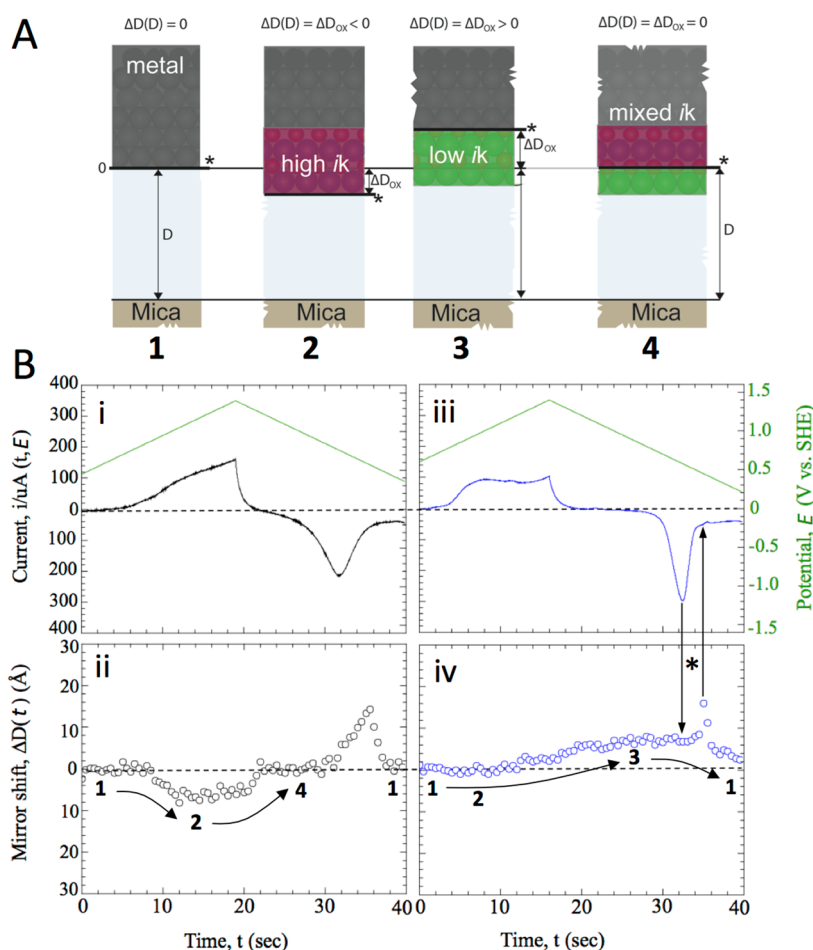 A
ΔD(D) = 0
ΔD(D) = ΔDOX < 0
ΔD(D) = ΔDOX > 0
ΔD(D) = ΔDOX = 0
metal
*
high ik
*
ΔDOX
low ik
*
ΔDOX
mixed ik
*
0
D
D
Mica
Mica
Mica
Mica
1
2
3
4
B
Current, i/uA (t,E)
400
300
200
100
0
100
200
300
400
i
iii
1.5
1.0
0.5
0
-0.5
-1.0
-1.5
Potential, E (V vs. SHE)
Mirror shift, ΔD(t) (Å)
30
20
10
0
10
20
30
ii
1
2
4
1
iv
*
1
2
3
1
0
10
20
30
40
0
10
20
30
40
Time, t (sec)
Time, t (sec)